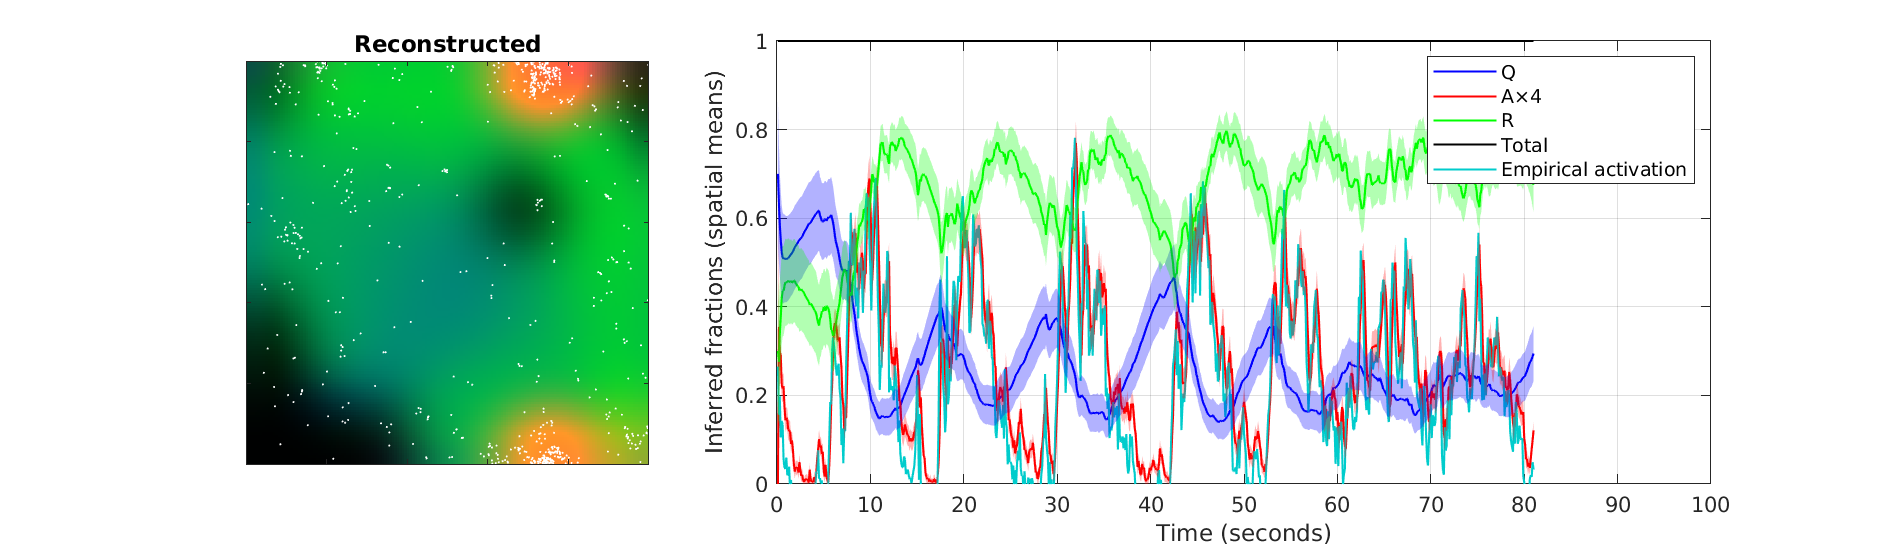 Reconstructed
Inferred fractions (spatial means)
1
0.8
0.6
0.4
0.2
0
0 10 20 30 40 50 60 70 80 90 100
Time (seconds)
Q
A×4
R
Total
Empirical activation